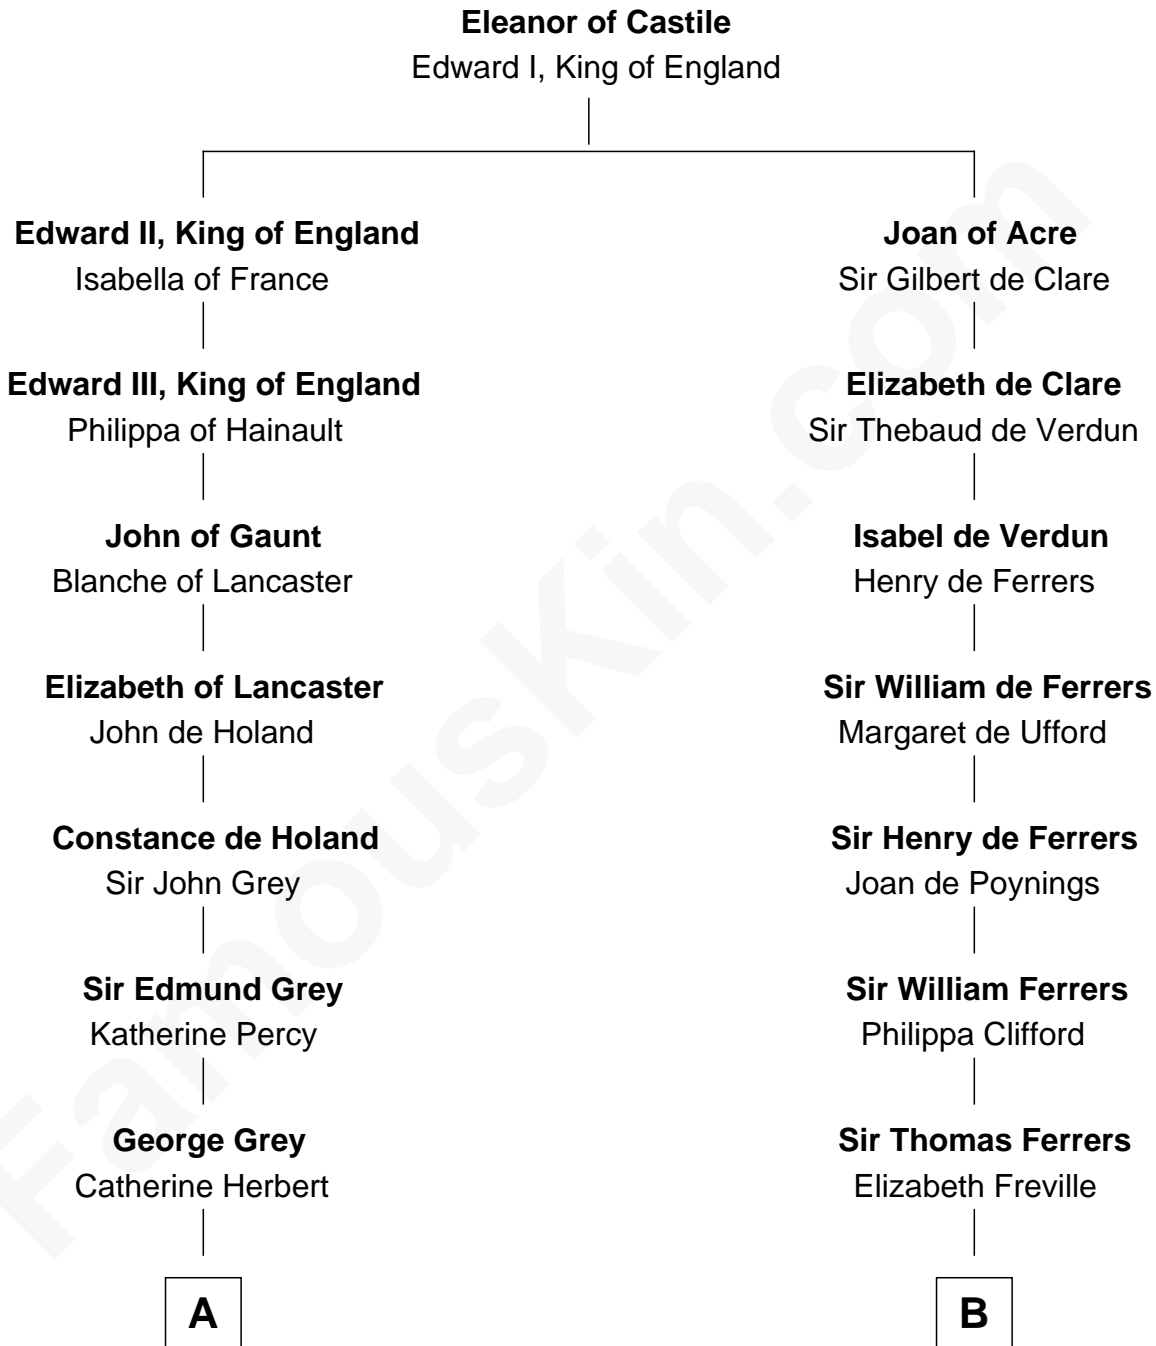 Eleanor of Castile
Edward I, King of England
Edward II, King of England
Isabella of France
Joan of Acre
Sir Gilbert de Clare
Edward III, King of England
Philippa of Hainault
Elizabeth de Clare
Sir Thebaud de Verdun
John of Gaunt
Blanche of Lancaster
Isabel de Verdun
Henry de Ferrers
Elizabeth of Lancaster
John de Holand
Sir William de Ferrers
Margaret de Ufford
Constance de Holand
Sir John Grey
Sir Henry de Ferrers
Joan de Poynings
Sir Edmund Grey
Katherine Percy
Sir William Ferrers
Philippa Clifford
George Grey
Catherine Herbert
Sir Thomas Ferrers
Elizabeth Freville
A
B
FamousKin.com